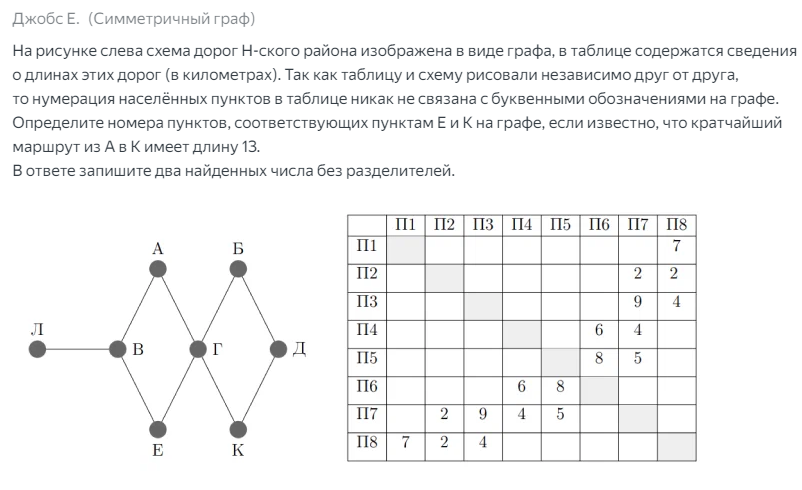 Джобс Е. (Симметричный граф)
На рисунке слева схема дорог Н-ского района изображена в виде графа, в таблице содержатся сведения
о длинах этих дорог (в километрах). Так как таблицу и схему рисовали независимо друг от друга,
то нумерация населённых пунктов в таблице никак не связана с буквенными обозначениями на графе.
Определите номера пунктов, соответствующих пунктам Е и К на графе, если известно, что кратчайший
маршрут из А в К имеет длину 13.
В ответе запишите два найденных числа без разделителей.
А Б
Л В Г Д
Е К
П1 П2 П3 П4 П5 П6 П7 П8
П1 7
П2 2 2
П3 9 4
П4 6 4
П5 8 5
П6 6 8
П7 2 9 4 5
П8 7 2 4